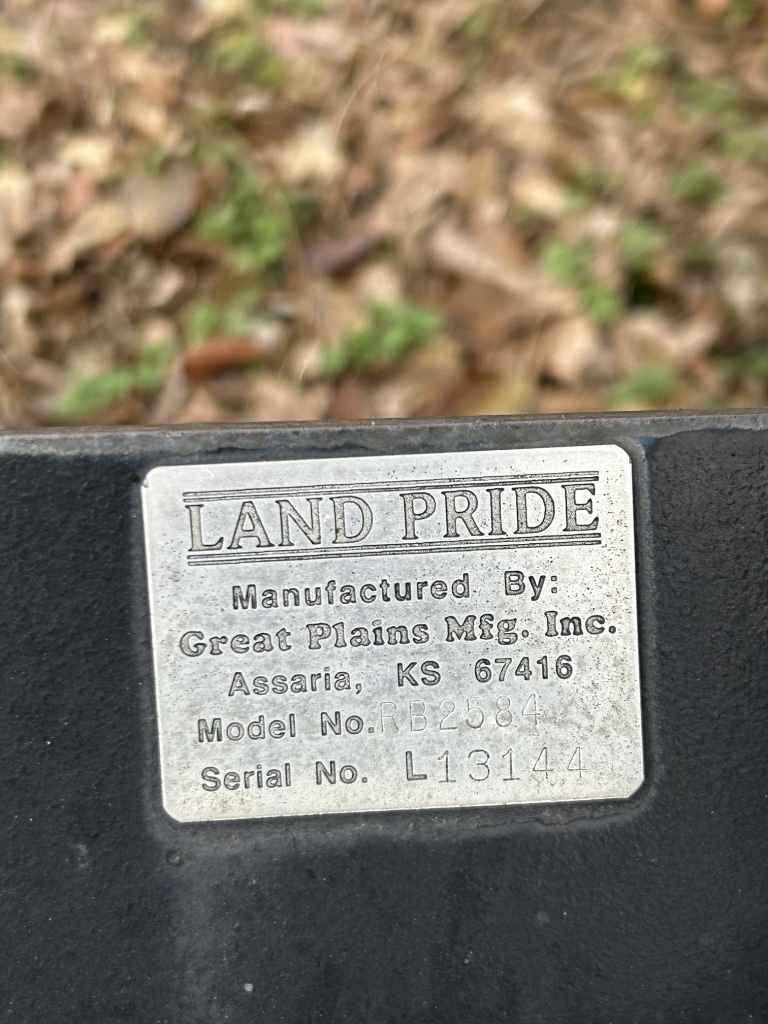 LAND PRIDE
Manufactured By:
Great Plains Mfg. Inc.
Assaria, KS 67416
Model No. RB2584
Serial No. L13144